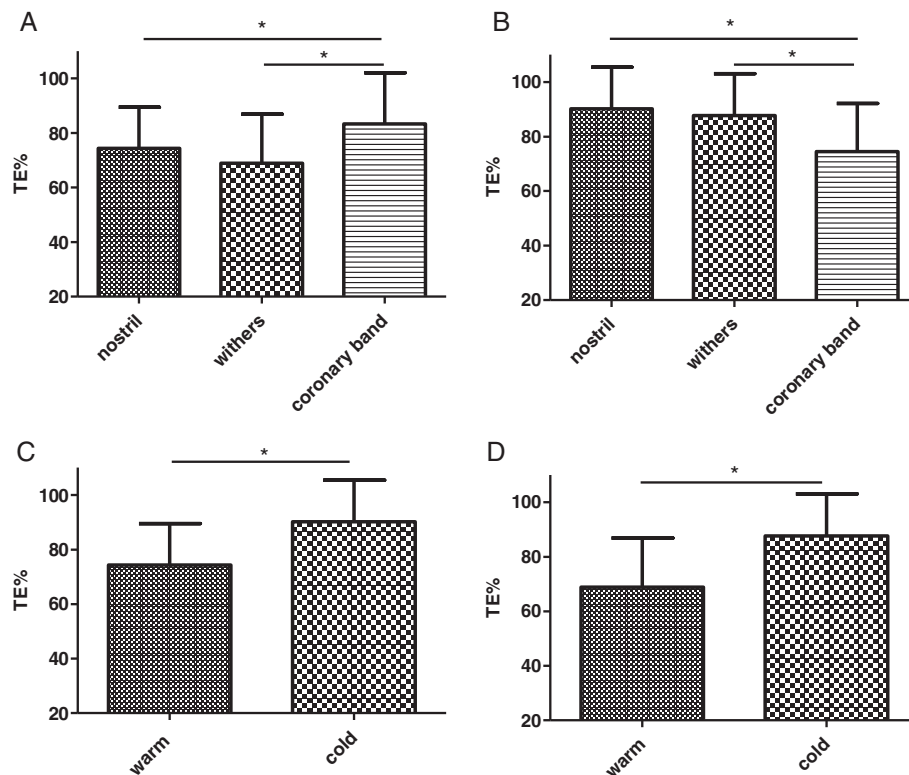 A
*
*
100
80
60
40
20
TE%
nostril
withers
coronary band
B
*
*
100
80
60
40
20
TE%
nostril
withers
coronary band
C
*
100
80
60
40
20
TE%
warm
cold
D
*
100
80
60
40
20
TE%
warm
cold